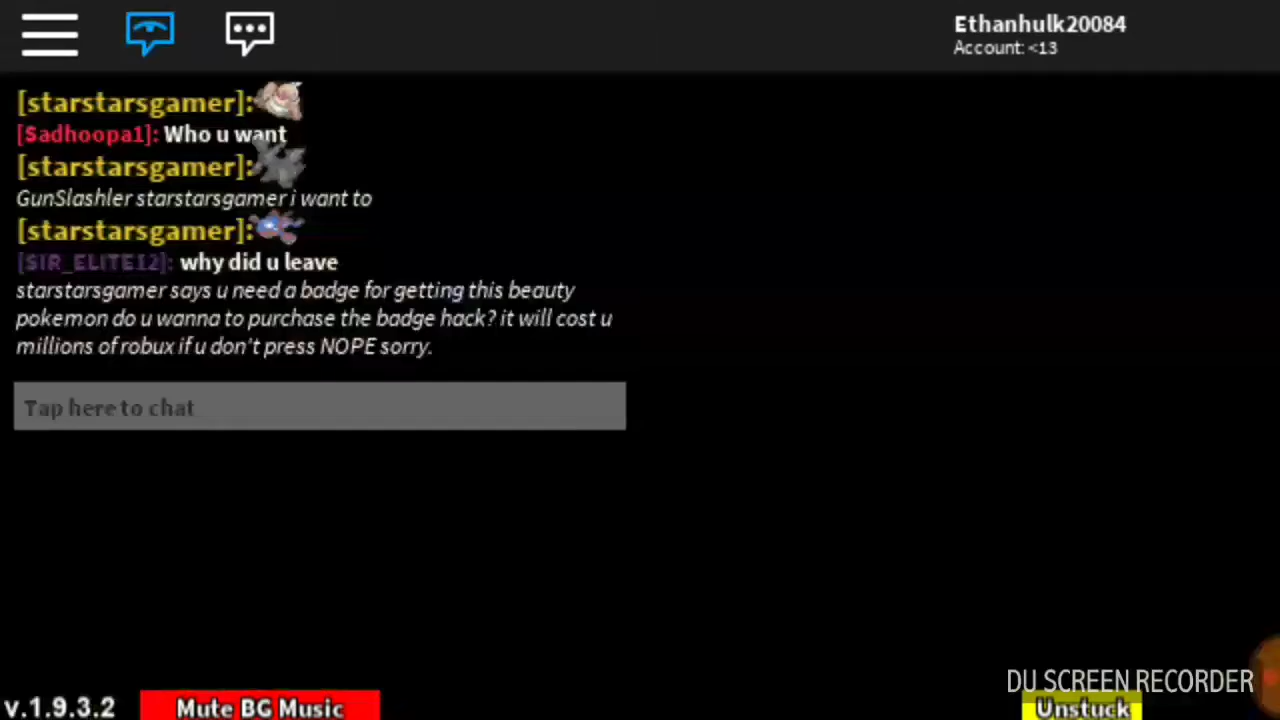 Ethanhulk20084
Account: <13
[starstarsgamer]:
[Sadhoopa1]: Who u want
[starstarsgamer]:
GunSlashler starstarsgamer i want to
[starstarsgamer]:
[SIR_ELITE12]: why did u leave
starstarsgamer says u need a badge for getting this beauty
pokemon do u wanna to purchase the badge hack? it will cost u
millions of robux if u don't press NOPE sorry.
Tap here to chat
DU SCREEN RECORDER
v.1.9.3.2 Mute BG Music Unstuck